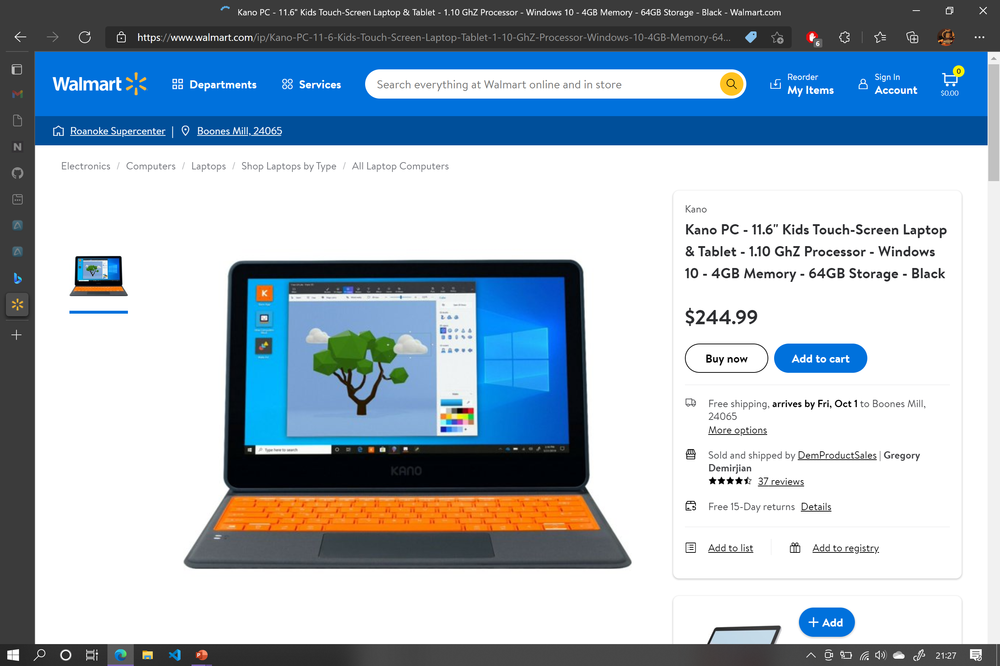 Kano PC - 11.6" Kids Touch-Screen Laptop & Tablet - 1.10 GhZ Processor - Windows 10 - 4GB Memory - 64GB Storage - Black - Walmart.com
https://www.walmart.com/ip/Kano-PC-11-6-Kids-Touch-Screen-Laptop-Tablet-1-10-GhZ-Processor-Windows-10-4GB-Memory-64...
6
Walmart
Departments
Services
Search everything at Walmart online and in store
Reorder
My Items
Sign In
Account
0
$0.00
Roanoke Supercenter | Boones Mill, 24065
Electronics / Computers / Laptops / Shop Laptops by Type / All Laptop Computers
Kano
Kano PC - 11.6" Kids Touch-Screen Laptop
& Tablet - 1.10 GhZ Processor - Windows
10 - 4GB Memory - 64GB Storage - Black
$244.99
Buy now
Add to cart
Free shipping, arrives by Fri, Oct 1 to Boones Mill,
24065
More options
Sold and shipped by DemProductSales | Gregory
Demirjian
37 reviews
Free 15-Day returns Details
Add to list
Add to registry
+ Add
Type here to search
KANO
21:27